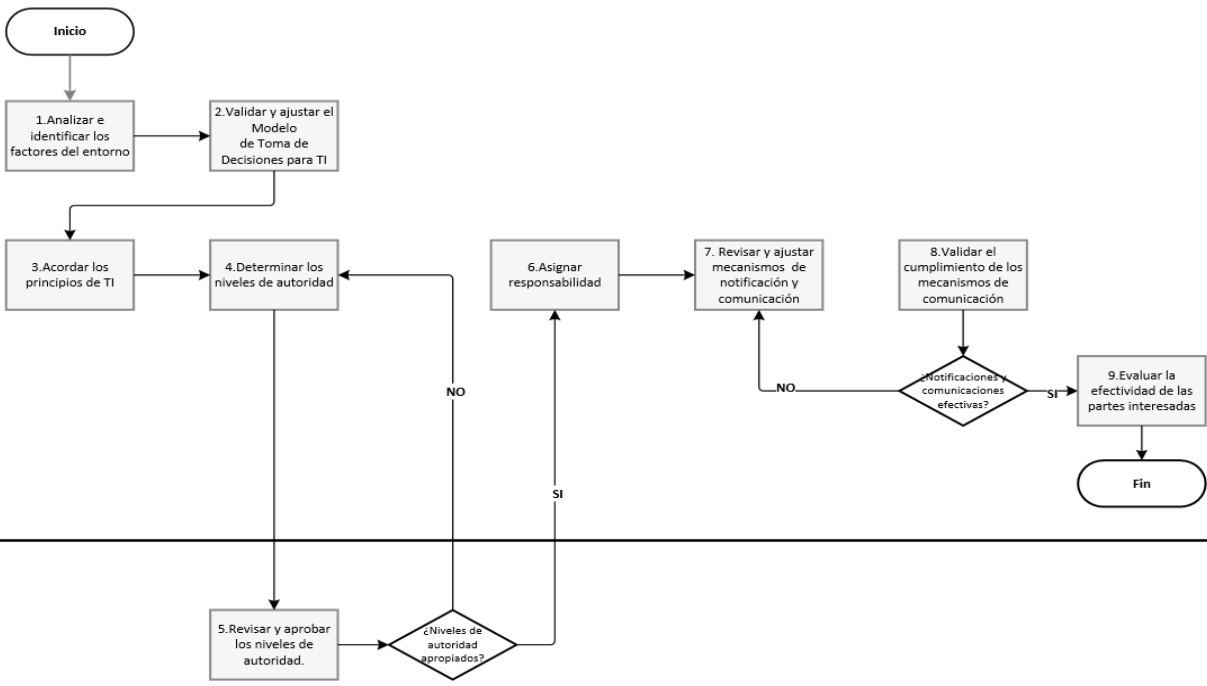 Inicio
1.Analizar e
identificar los
factores del entorno
2.Validar y ajustar el
Modelo
de Toma de
Decisiones para TI
3.Acordar los
principios de TI
4.Determinar los
niveles de autoridad
5.Revisar y aprobar
los niveles de
autoridad.
¿Niveles de
autoridad
apropiados?
NO
SI
6.Asignar
responsabilidad
7. Revisar y ajustar
mecanismos de
notificación y
comunicación
8.Validar el
cumplimiento de los
mecanismos de
comunicación
¿Notificaciones y
comunicaciones
efectivas?
NO
SI
9.Evaluar la
efectividad de las
partes interesadas
Fin